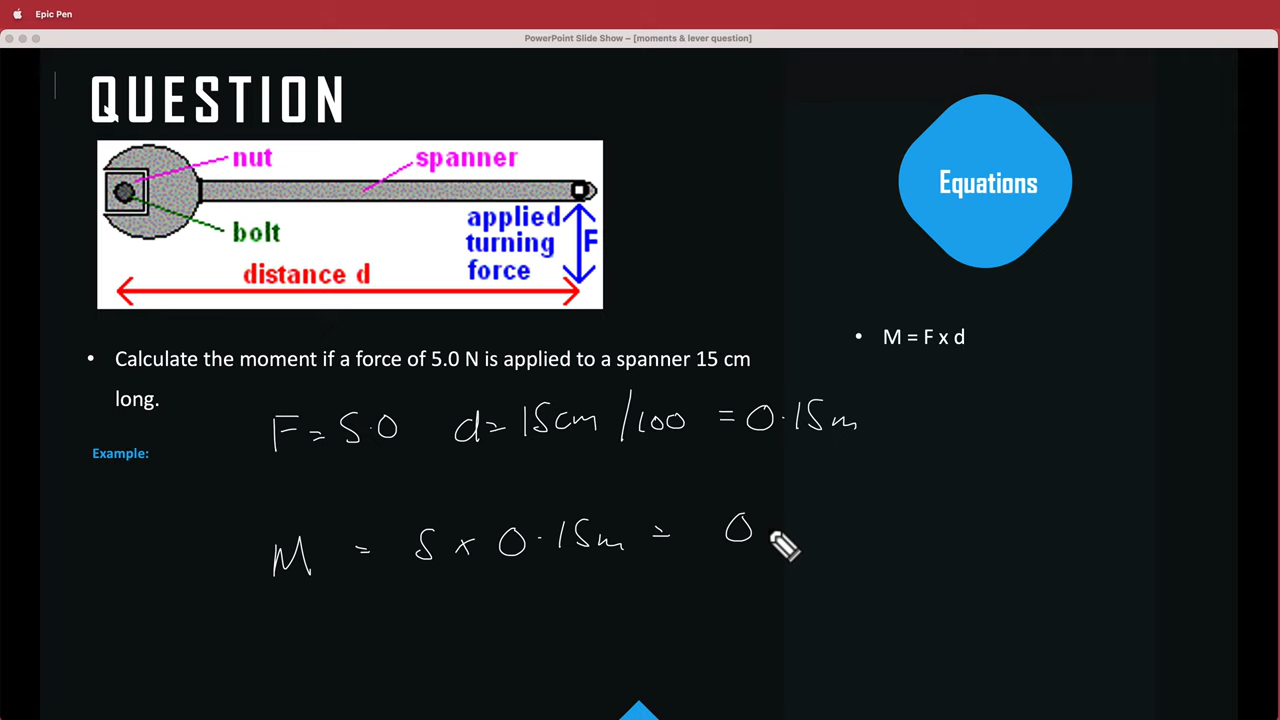 Epic Pen
PowerPoint Slide Show – [moments & lever question]
QUESTION
nut
spanner
bolt
applied
turning
force
F
distance d
Equations
• M = F x d
• Calculate the moment if a force of 5.0 N is applied to a spanner 15 cm
long.
F = 5.0 d= 15cm /100 = 0.15m
Example:
M = 5 x 0.15m = 0